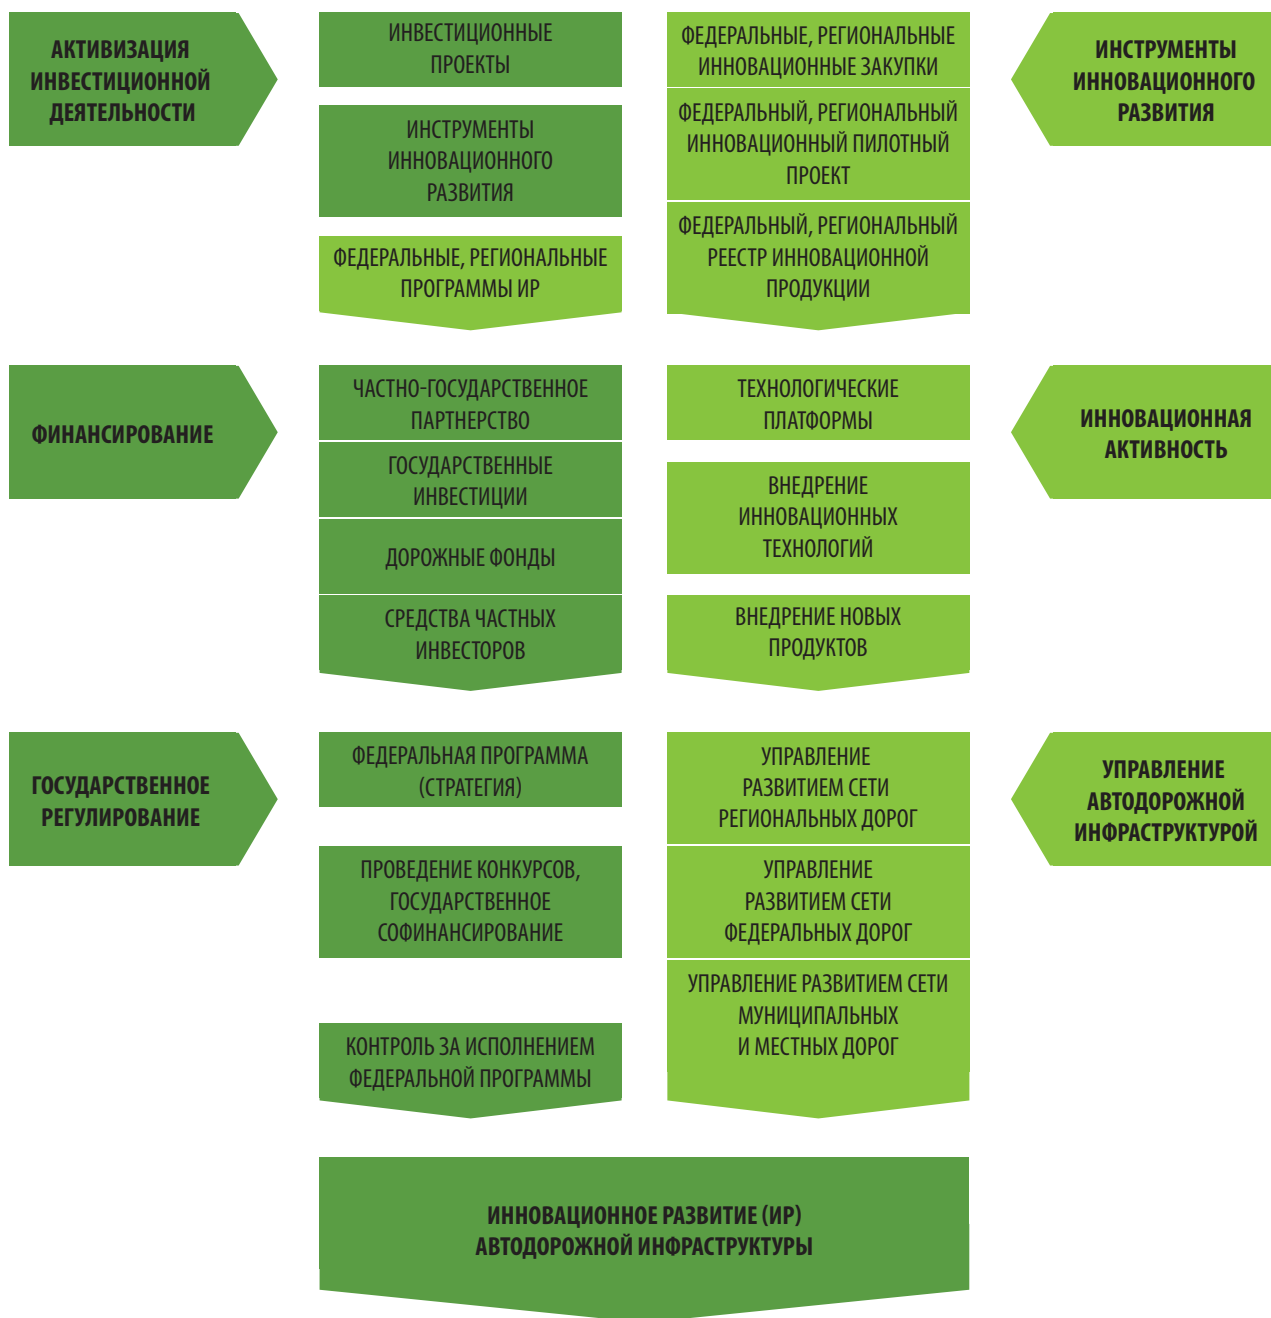 АКТИВИЗАЦИЯ
ИНВЕСТИЦИОННОЙ
ДЕЯТЕЛЬНОСТИ
ИНВЕСТИЦИОННЫЕ
ПРОЕКТЫ
ИНСТРУМЕНТЫ
ИННОВАЦИОННОГО
РАЗВИТИЯ
ФЕДЕРАЛЬНЫЕ, РЕГИОНАЛЬНЫЕ
ПРОГРАММЫ ИР
ФЕДЕРАЛЬНЫЕ, РЕГИОНАЛЬНЫЕ
ИННОВАЦИОННЫЕ ЗАКУПКИ
ФЕДЕРАЛЬНЫЙ, РЕГИОНАЛЬНЫЙ
ИННОВАЦИОННЫЙ ПИЛОТНЫЙ
ПРОЕКТ
ФЕДЕРАЛЬНЫЙ, РЕГИОНАЛЬНЫЙ
РЕЕСТР ИННОВАЦИОННОЙ
ПРОДУКЦИИ
ИНСТРУМЕНТЫ
ИННОВАЦИОННОГО
РАЗВИТИЯ
ФИНАНСИРОВАНИЕ
ЧАСТНО-ГОСУДАРСТВЕННОЕ
ПАРТНЕРСТВО
ГОСУДАРСТВЕННЫЕ
ИНВЕСТИЦИИ
ДОРОЖНЫЕ ФОНДЫ
СРЕДСТВА ЧАСТНЫХ
ИНВЕСТОРОВ
ТЕХНОЛОГИЧЕСКИЕ
ПЛАТФОРМЫ
ВНЕДРЕНИЕ
ИННОВАЦИОННЫХ
ТЕХНОЛОГИЙ
ВНЕДРЕНИЕ НОВЫХ
ПРОДУКТОВ
ИННОВАЦИОННАЯ
АКТИВНОСТЬ
ГОСУДАРСТВЕННОЕ
РЕГУЛИРОВАНИЕ
ФЕДЕРАЛЬНАЯ ПРОГРАММА
(СТРАТЕГИЯ)
ПРОВЕДЕНИЕ КОНКУРСОВ,
ГОСУДАРСТВЕННОЕ
СОФИНАНСИРОВАНИЕ
КОНТРОЛЬ ЗА ИСПОЛНЕНИЕМ
ФЕДЕРАЛЬНОЙ ПРОГРАММЫ
УПРАВЛЕНИЕ
РАЗВИТИЕМ СЕТИ
РЕГИОНАЛЬНЫХ ДОРОГ
УПРАВЛЕНИЕ
РАЗВИТИЕМ СЕТИ
ФЕДЕРАЛЬНЫХ ДОРОГ
УПРАВЛЕНИЕ РАЗВИТИЕМ СЕТИ
МУНИЦИПАЛЬНЫХ
И МЕСТНЫХ ДОРОГ
УПРАВЛЕНИЕ
АВТОДОРОЖНОЙ
ИНФРАСТРУКТУРОЙ
ИННОВАЦИОННОЕ РАЗВИТИЕ (ИР)
АВТОДОРОЖНОЙ ИНФРАСТРУКТУРЫ